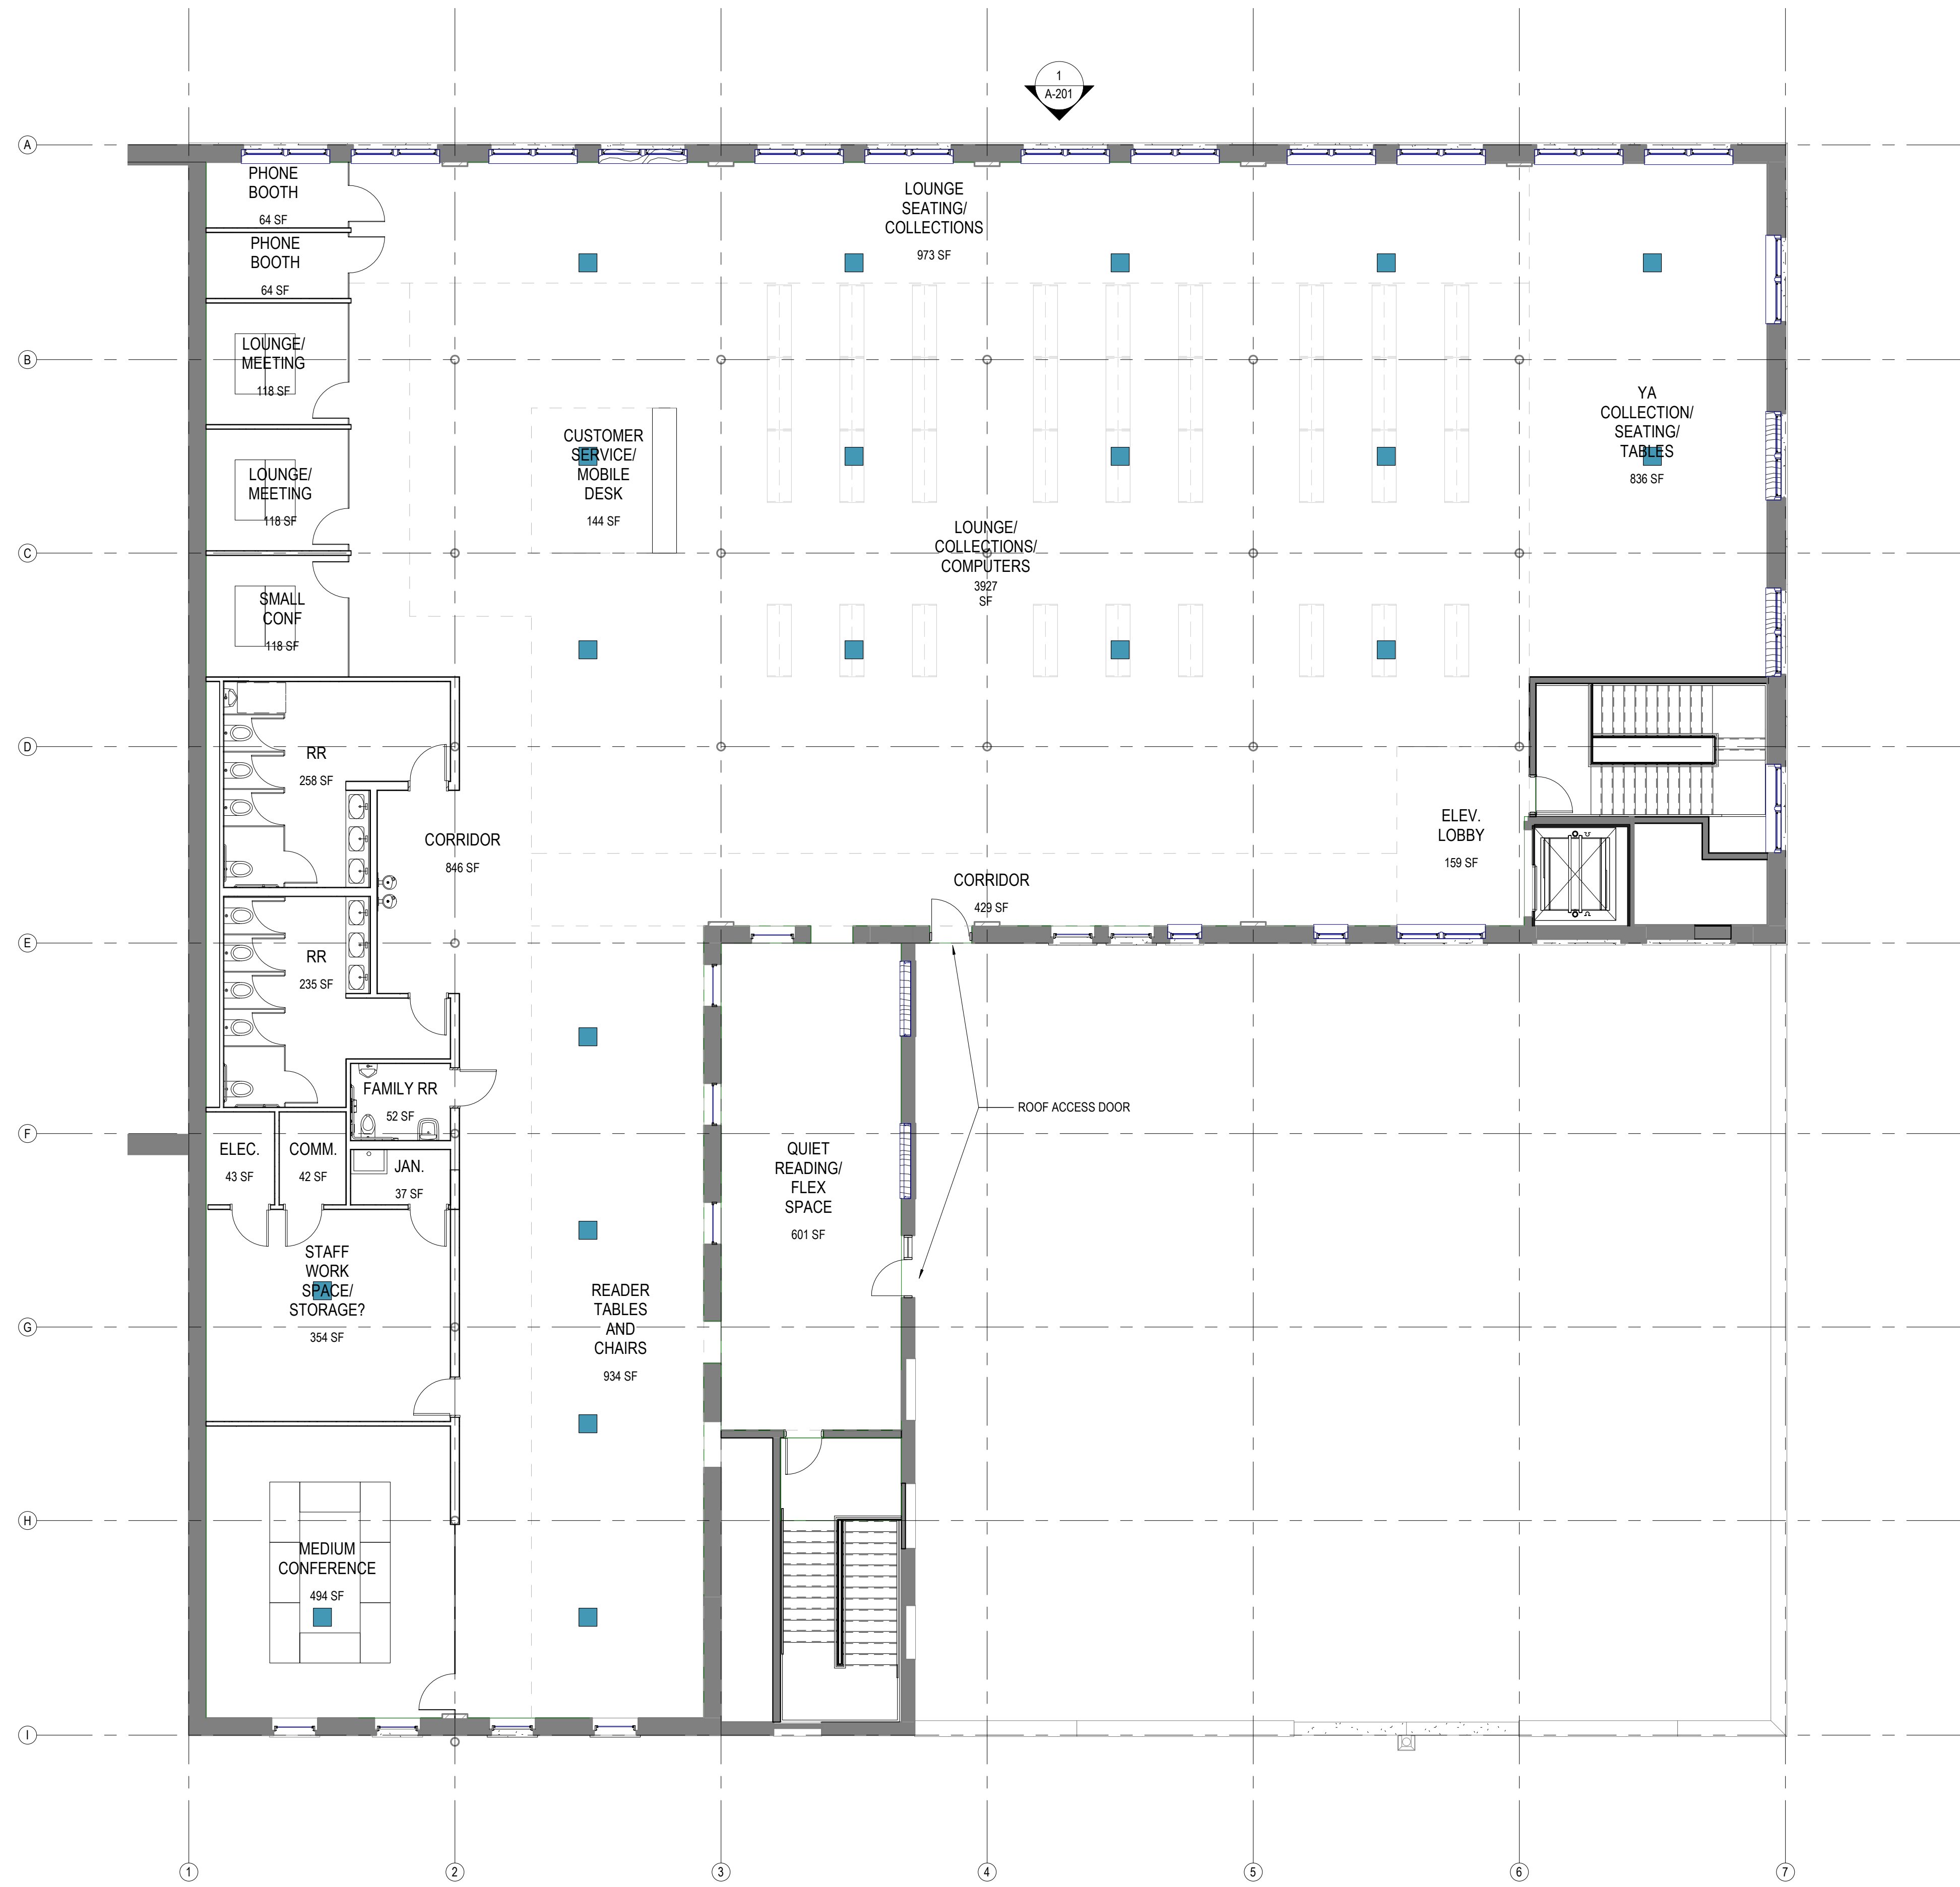 1
A-201
A
PHONE
BOOTH
64 SF
LOUNGE
SEATING/
COLLECTIONS
973 SF
PHONE
BOOTH
64 SF
LOUNGE/
MEETING
118 SF
B
YA
COLLECTION/
SEATING/
TABLES
836 SF
CUSTOMER
SERVICE/
MOBILE
DESK
144 SF
LOUNGE/
MEETING
118 SF
LOUNGE/
COLLECTIONS/
COMPUTERS
3927
SF
C
SMALL
CONF
118 SF
D
RR
258 SF
CORRIDOR
846 SF
ELEV.
LOBBY
159 SF
CORRIDOR
429 SF
E
RR
235 SF
FAMILY RR
52 SF
ROOF ACCESS DOOR
F
ELEC.
43 SF
COMM.
42 SF
JAN.
37 SF
QUIET
READING/
FLEX
SPACE
601 SF
STAFF
WORK
SPACE/
STORAGE?
354 SF
READER
TABLES
AND
CHAIRS
934 SF
G
H
MEDIUM
CONFERENCE
494 SF
I
1
2
3
4
5
6
7